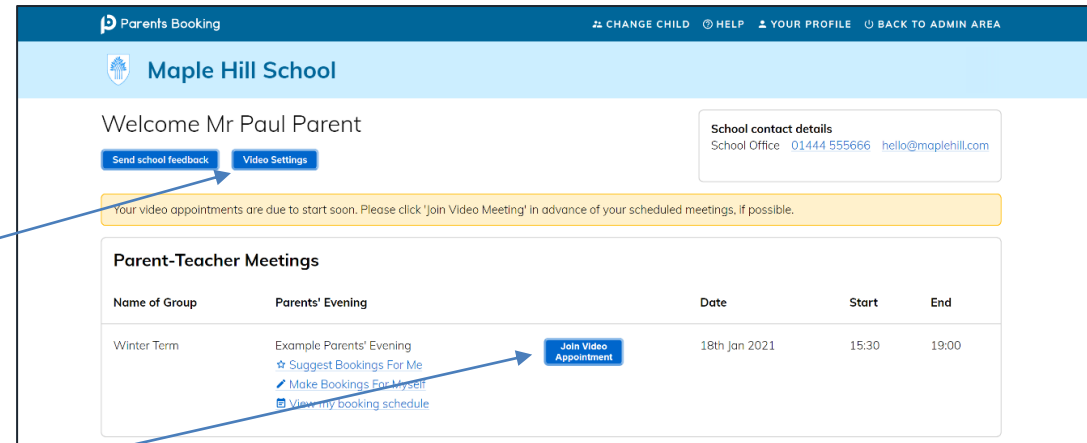 Parents Booking
CHANGE CHILD HELP YOUR PROFILE BACK TO ADMIN AREA
Maple Hill School
Welcome Mr Paul Parent
Send school feedback Video Settings
School contact details
School Office 01444 555666 hello@maplehill.com
Your video appointments are due to start soon. Please click 'Join Video Meeting' in advance of your scheduled meetings, if possible.
Parent-Teacher Meetings
Name of Group Parents' Evening Date Start End
Winter Term Example Parents' Evening Join Video Appointment 18th Jan 2021 15:30 19:00
Suggest Bookings For Me
Make Bookings For Myself
View my booking schedule